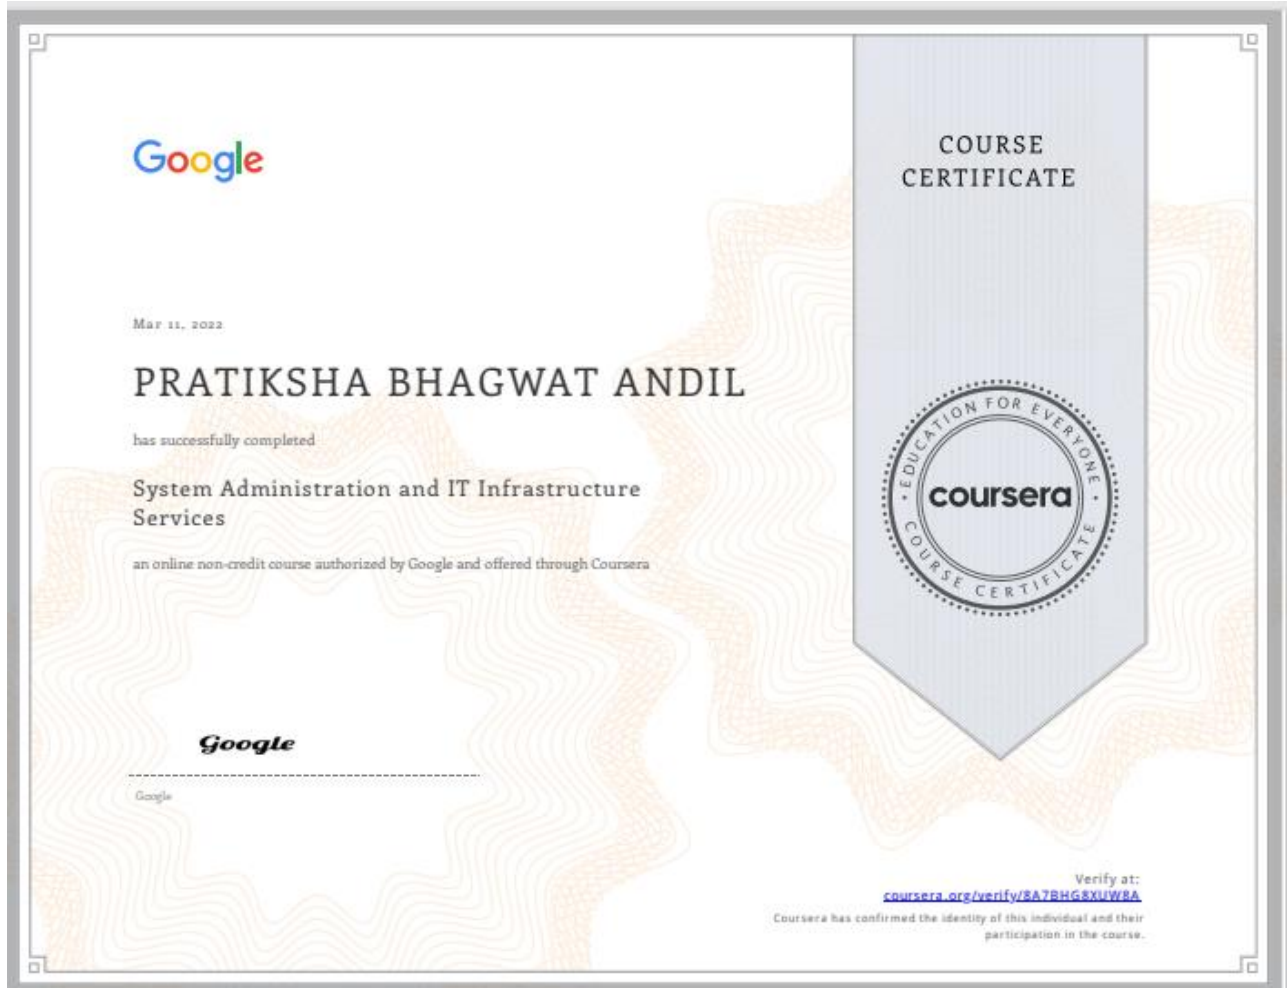 Google
COURSE
CERTIFICATE
Mar 11, 2022
PRATIKSHA BHAGWAT ANDIL
has successfully completed
System Administration and IT Infrastructure
Services
an online non-credit course authorized by Google and offered through Coursera
EDUCATION FOR EVERYONE
coursera
COURSE CERTIFICATE
Google
Google
Verify at:
coursera.org/verify/8A7BHG8XUW8A
Coursera has confirmed the identity of this individual and their
participation in the course.